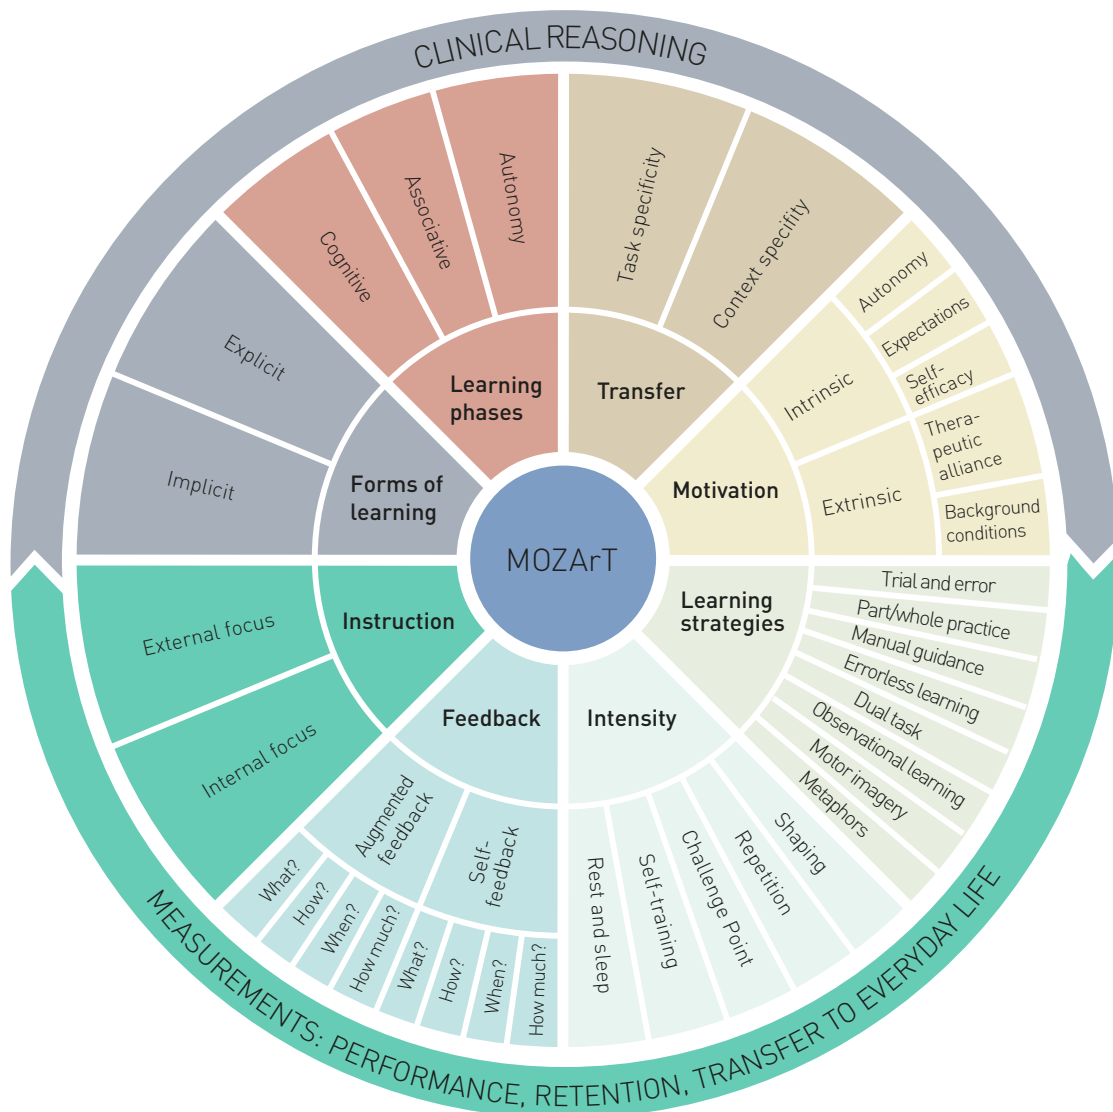 CLINICAL REASONING
Cognitive
Associative
Autonomy
Learning
phases
Task specificity
Context specifity
Transfer
Autonomy
Expectations
Self-
efficacy
Thera-
peutic
alliance
Background
conditions
Intrinsic
Extrinsic
Motivation
Explicit
Implicit
Forms of
learning
MOZArT
External focus
Internal focus
Instruction
Learning
strategies
Trial and error
Part/whole practice
Manual guidance
Errorless learning
Dual task
Observational learning
Motor imagery
Metaphors
Feedback
Augmented
feedback
Self-
feedback
What?
How?
When?
How much?
What?
How?
When?
How much?
Intensity
Rest and sleep
Self-training
Challenge Point
Repetition
Shaping
MEASUREMENTS: PERFORMANCE, RETENTION, TRANSFER TO EVERYDAY LIFE